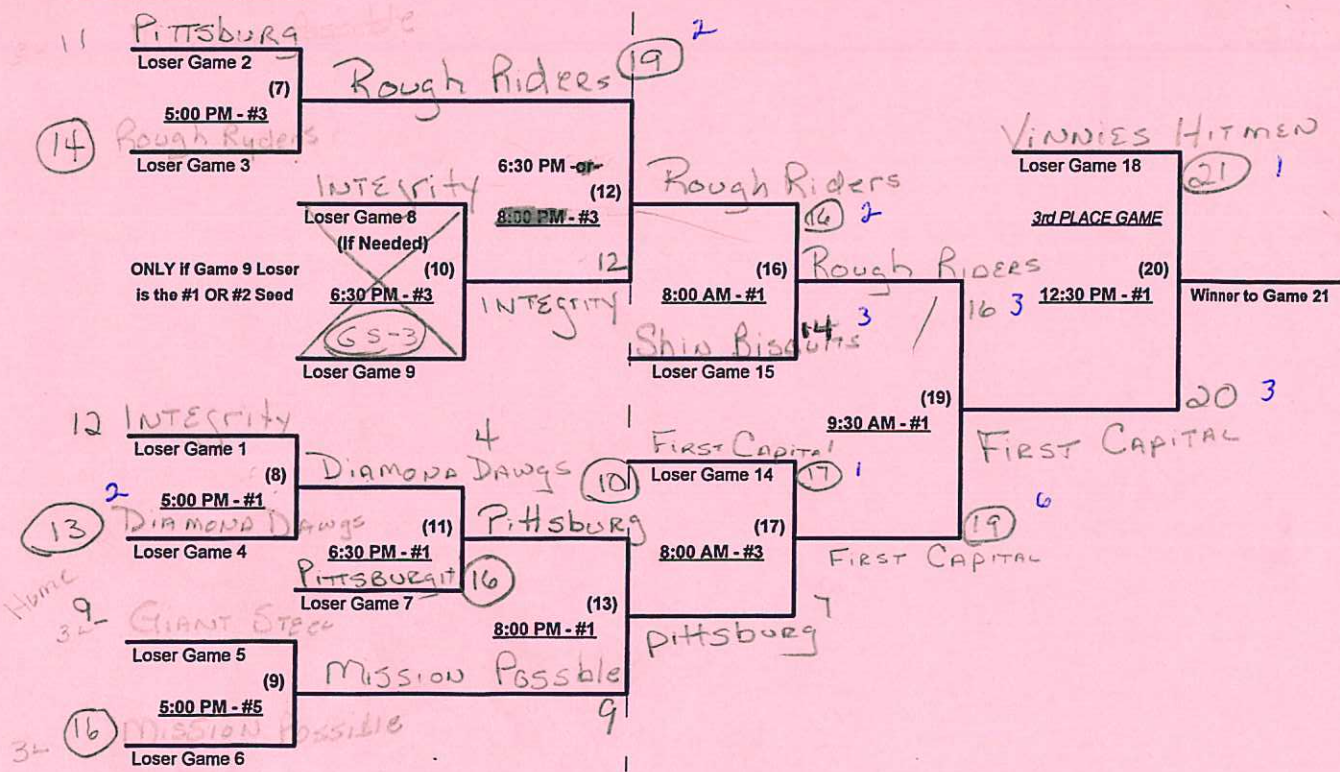 11 PITTSBURG
Loser Game 2
(7)
5:00 PM - #3
14 Rough Ryders
Loser Game 3
Rough Riders 19 2
INTEgrity
Loser Game 8
(If Needed)
(10)
ONLY if Game 9 Loser
is the #1 OR #2 Seed
6:30 PM - #3
GS-3
Loser Game 9
6:30 PM -or-
(12)
8:00 PM - #3
12
INTEgrity
Rough Riders
16 2
(16)
8:00 AM - #1
14 3
Shin Bisquits
Loser Game 15
Rough RIDERS
16 3
VINNIES HITMEN
Loser Game 18
21 1
3rd PLACE GAME
(20)
12:30 PM - #1
Winner to Game 21
20 3
FIRST CAPITAL
(19)
9:30 AM - #1
12 INTEgrity
Loser Game 1
(8)
5:00 PM - #1
2
13 DIAMOND DAwgs
Loser Game 4
4
DIAMOND DAwgs
(11)
6:30 PM - #1
PITTSBURG
16
Loser Game 7
FIRST CAPITAL
10 Loser Game 14 17 1
(17)
8:00 AM - #3
FIRST CAPITAL
19 6
Pittsburg
(13)
8:00 PM - #1
pittsburg 7
Home
9
3-
GIANT STEEL
Loser Game 5
(9)
5:00 PM - #5
3-
16 MISSION Possible
Loser Game 6
Mission Possble
9